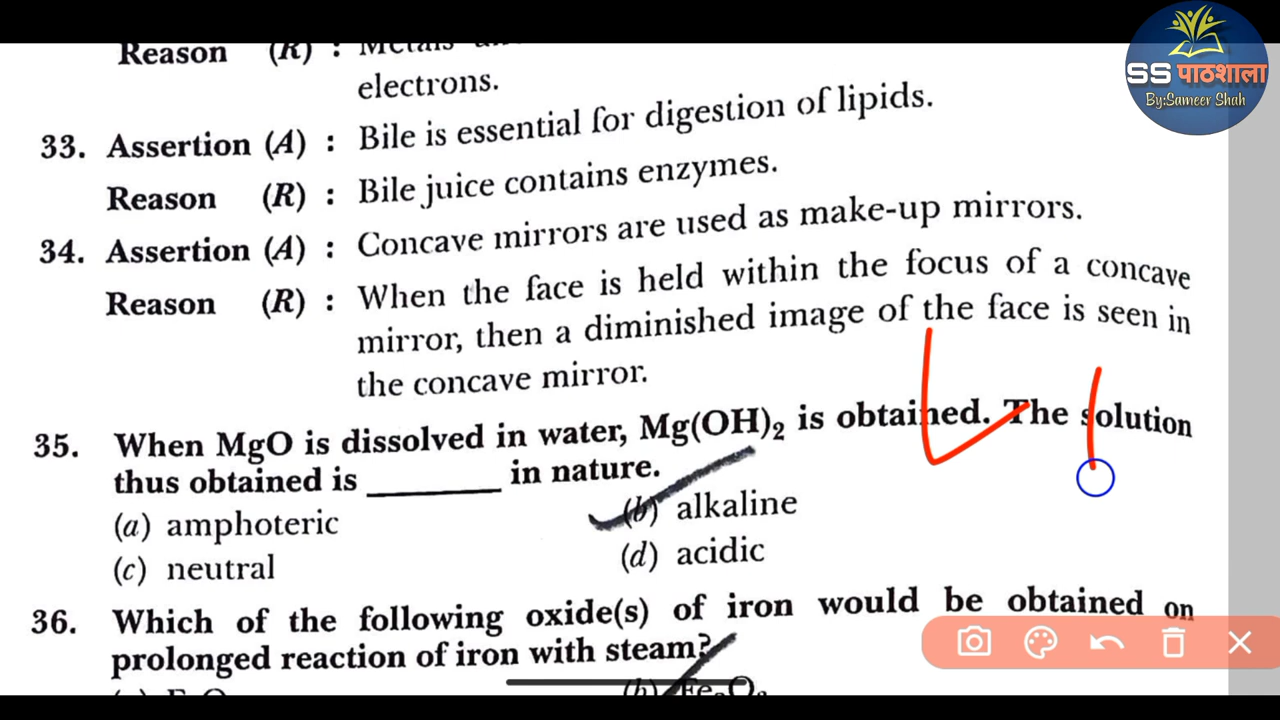 SS पाठशाला
By:Sameer Shah
Reason (R) : Metals
electrons.
33. Assertion (A) : Bile is essential for digestion of lipids.
Reason (R) : Bile juice contains enzymes.
34. Assertion (A) : Concave mirrors are used as make-up mirrors.
Reason (R) : When the face is held within the focus of a concave
mirror, then a diminished image of the face is seen in
the concave mirror.
35. When MgO is dissolved in water, Mg(OH)₂ is obtained. The solution
thus obtained is ________ in nature.
(a) amphoteric (b) alkaline
(c) neutral (d) acidic
36. Which of the following oxide(s) of iron would be obtained on
prolonged reaction of iron with steam?